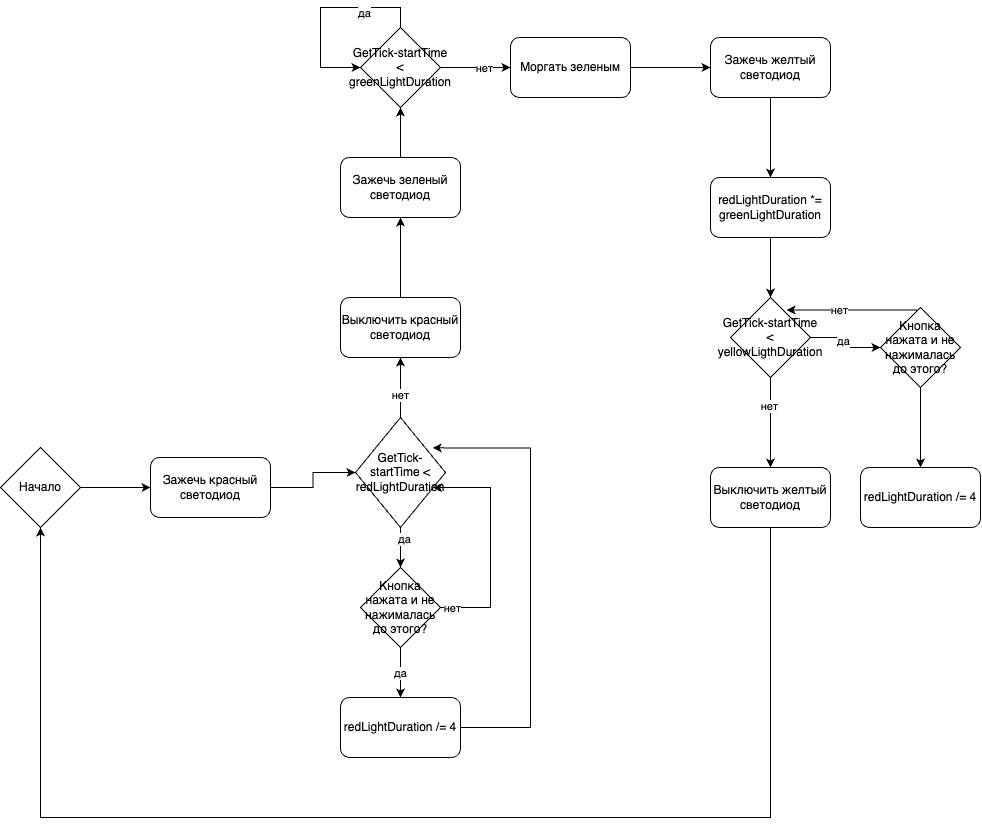 Начало
Зажечь красный
светодиод
GetTick-
startTime <
redLightDuration
да
Кнопка
нажата и не
нажималась
до этого?
нет
да
redLightDuration /= 4
нет
Выключить красный
светодиод
Зажечь зеленый
светодиод
GetTick-startTime
<
greenLightDuration
да
нет
Моргать зеленым
Зажечь желтый
светодиод
redLightDuration *=
greenLightDuration
GetTick-startTime
<
yellowLigthDuration
да
нет
Кнопка
нажата и не
нажималась
до этого?
redLightDuration /= 4
нет
Выключить желтый
светодиод